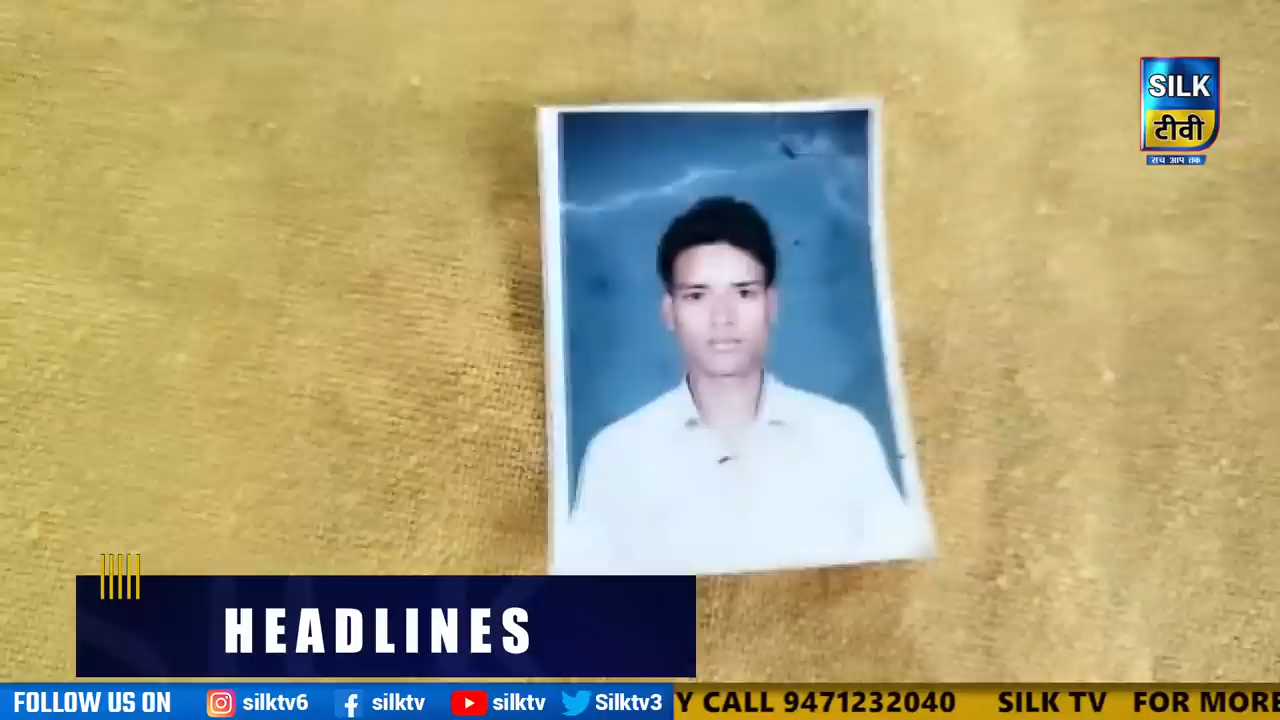 SILK
टीवी
सच आप तक
HEADLINES
FOLLOW US ON silktv6 silktv silktv Silktv3 Y CALL 9471232040 SILK TV FOR MORE